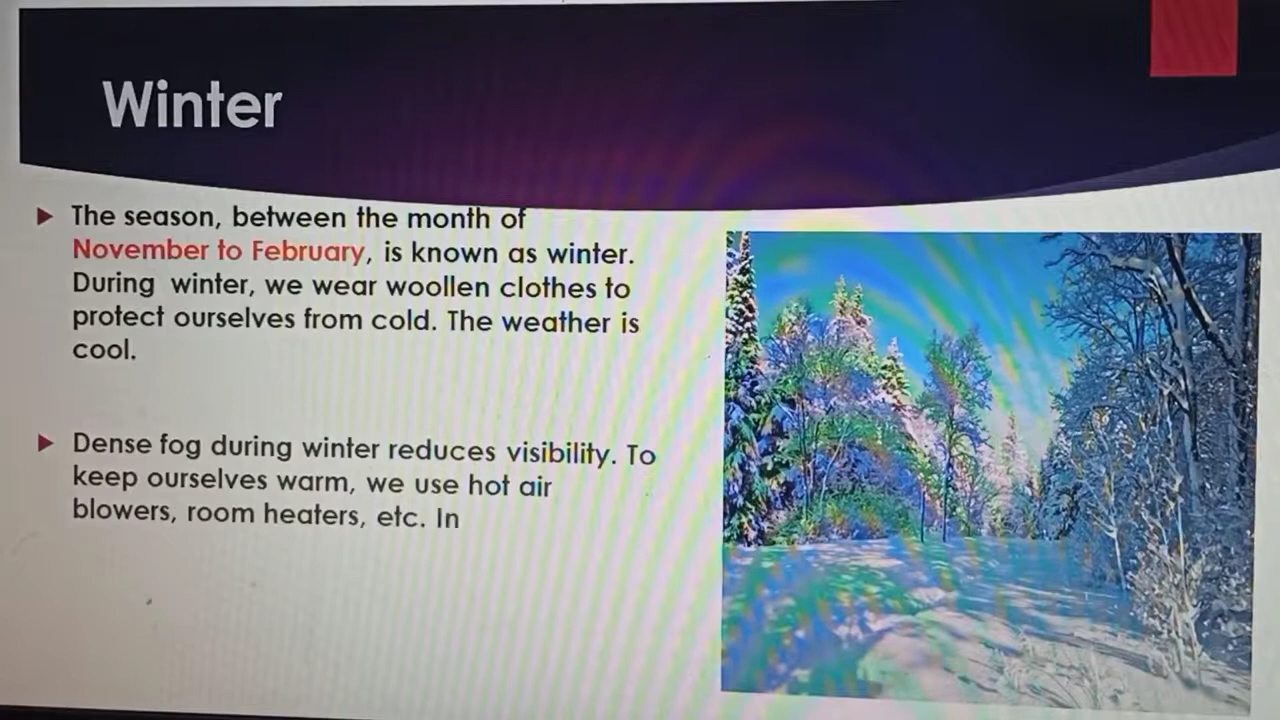 Winter
The season, between the month of
November to February, is known as winter.
During winter, we wear woollen clothes to
protect ourselves from cold. The weather is
cool.
Dense fog during winter reduces visibility. To
keep ourselves warm, we use hot air
blowers, room heaters, etc. In